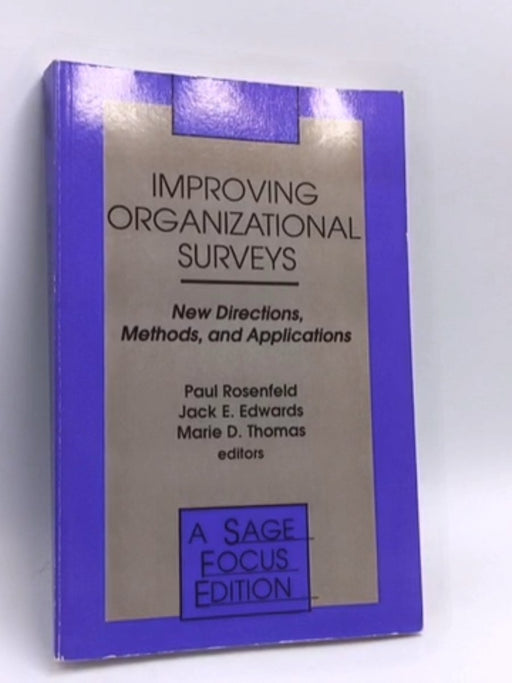 IMPROVING
ORGANIZATIONAL
SURVEYS
New Directions,
Methods, and Applications
Paul Rosenfeld
Jack E. Edwards
Marie D. Thomas
editors
A SAGE
FOCUS
EDITION